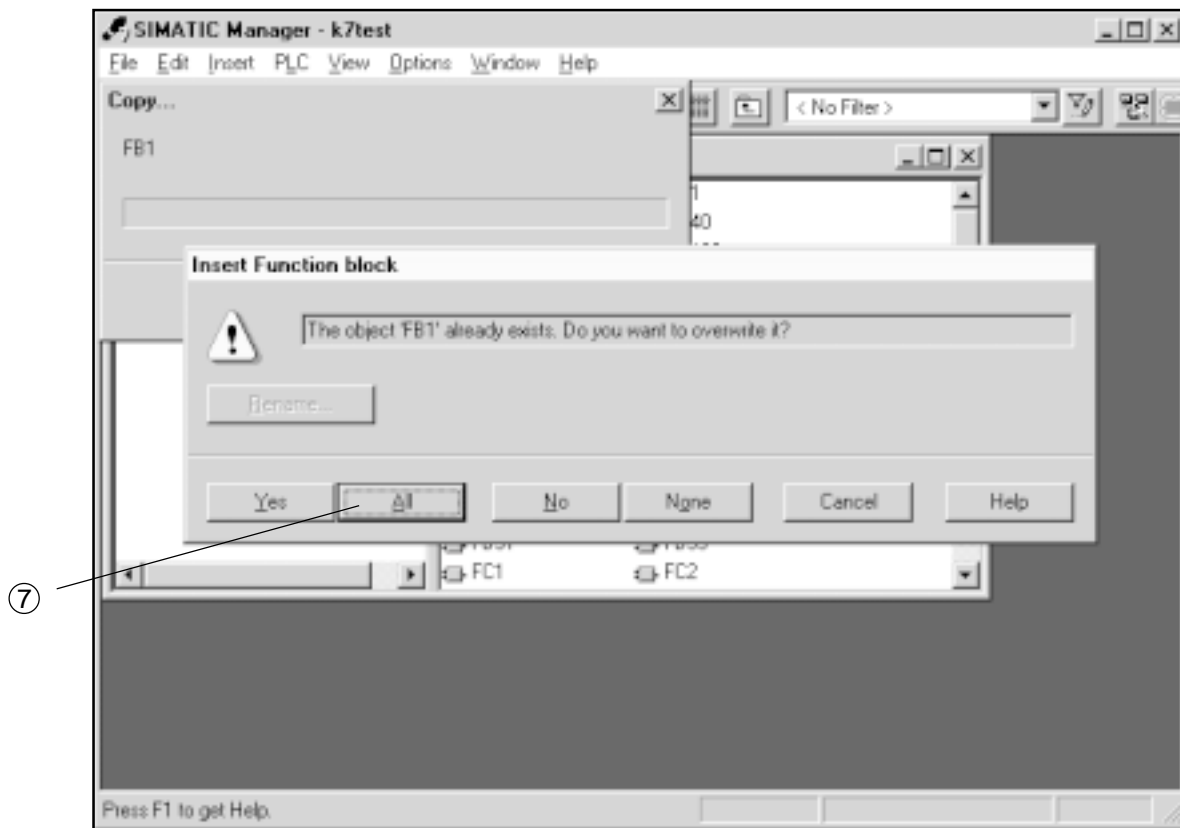 SIMATIC Manager - k7test
File Edit Insert PLC View Options Window Help
Copy...
< No Filter >
FB1
1
40
Insert Function block
The object 'FB1' already exists. Do you want to overwrite it?
Rename...
Yes All No None Cancel Help
FC1 FC2
⑦
Press F1 to get Help.